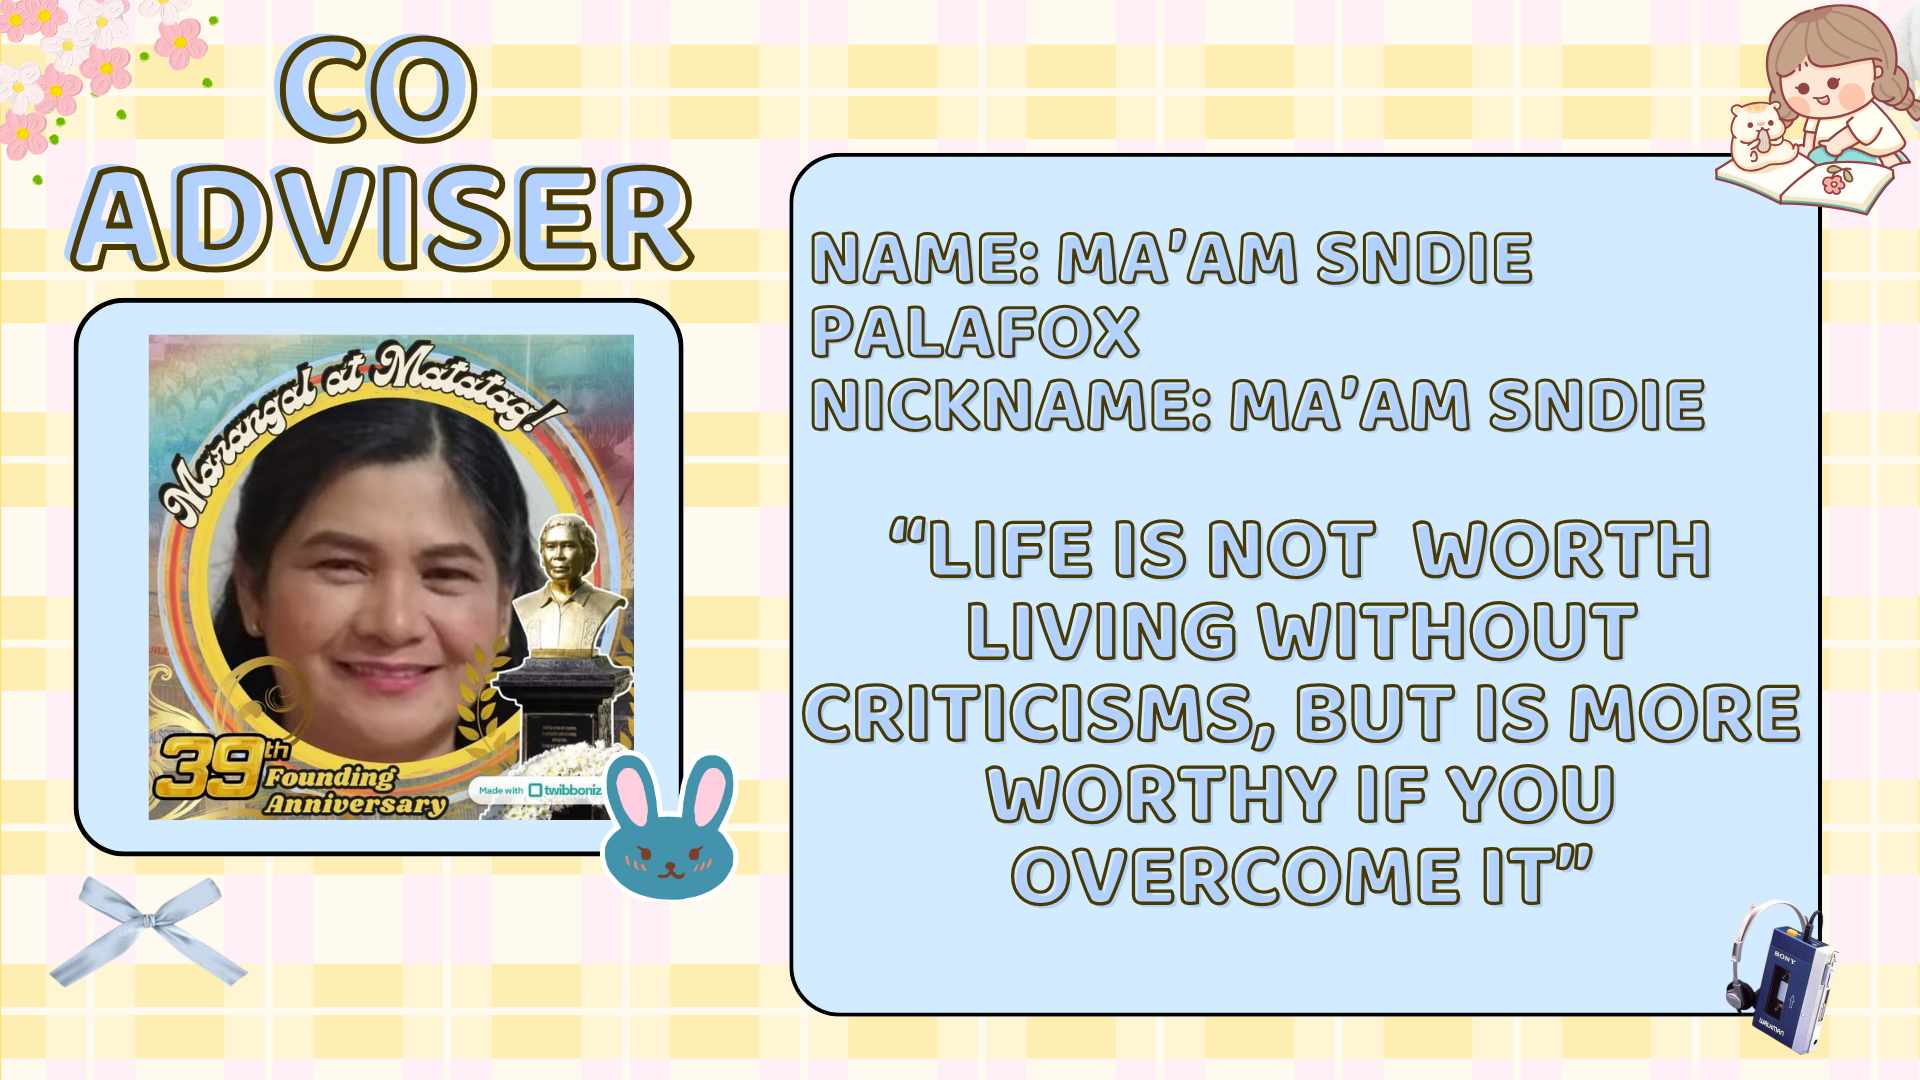 CO
ADVISER
Marangal at Matatag!
39th
Founding
Anniversary
Made with twibboniz
NAME: MA'AM SNDIE
PALAFOX
NICKNAME: MA'AM SNDIE
“LIFE IS NOT WORTH
LIVING WITHOUT
CRITICISMS, BUT IS MORE
WORTHY IF YOU
OVERCOME IT”
SONY
WALKMAN